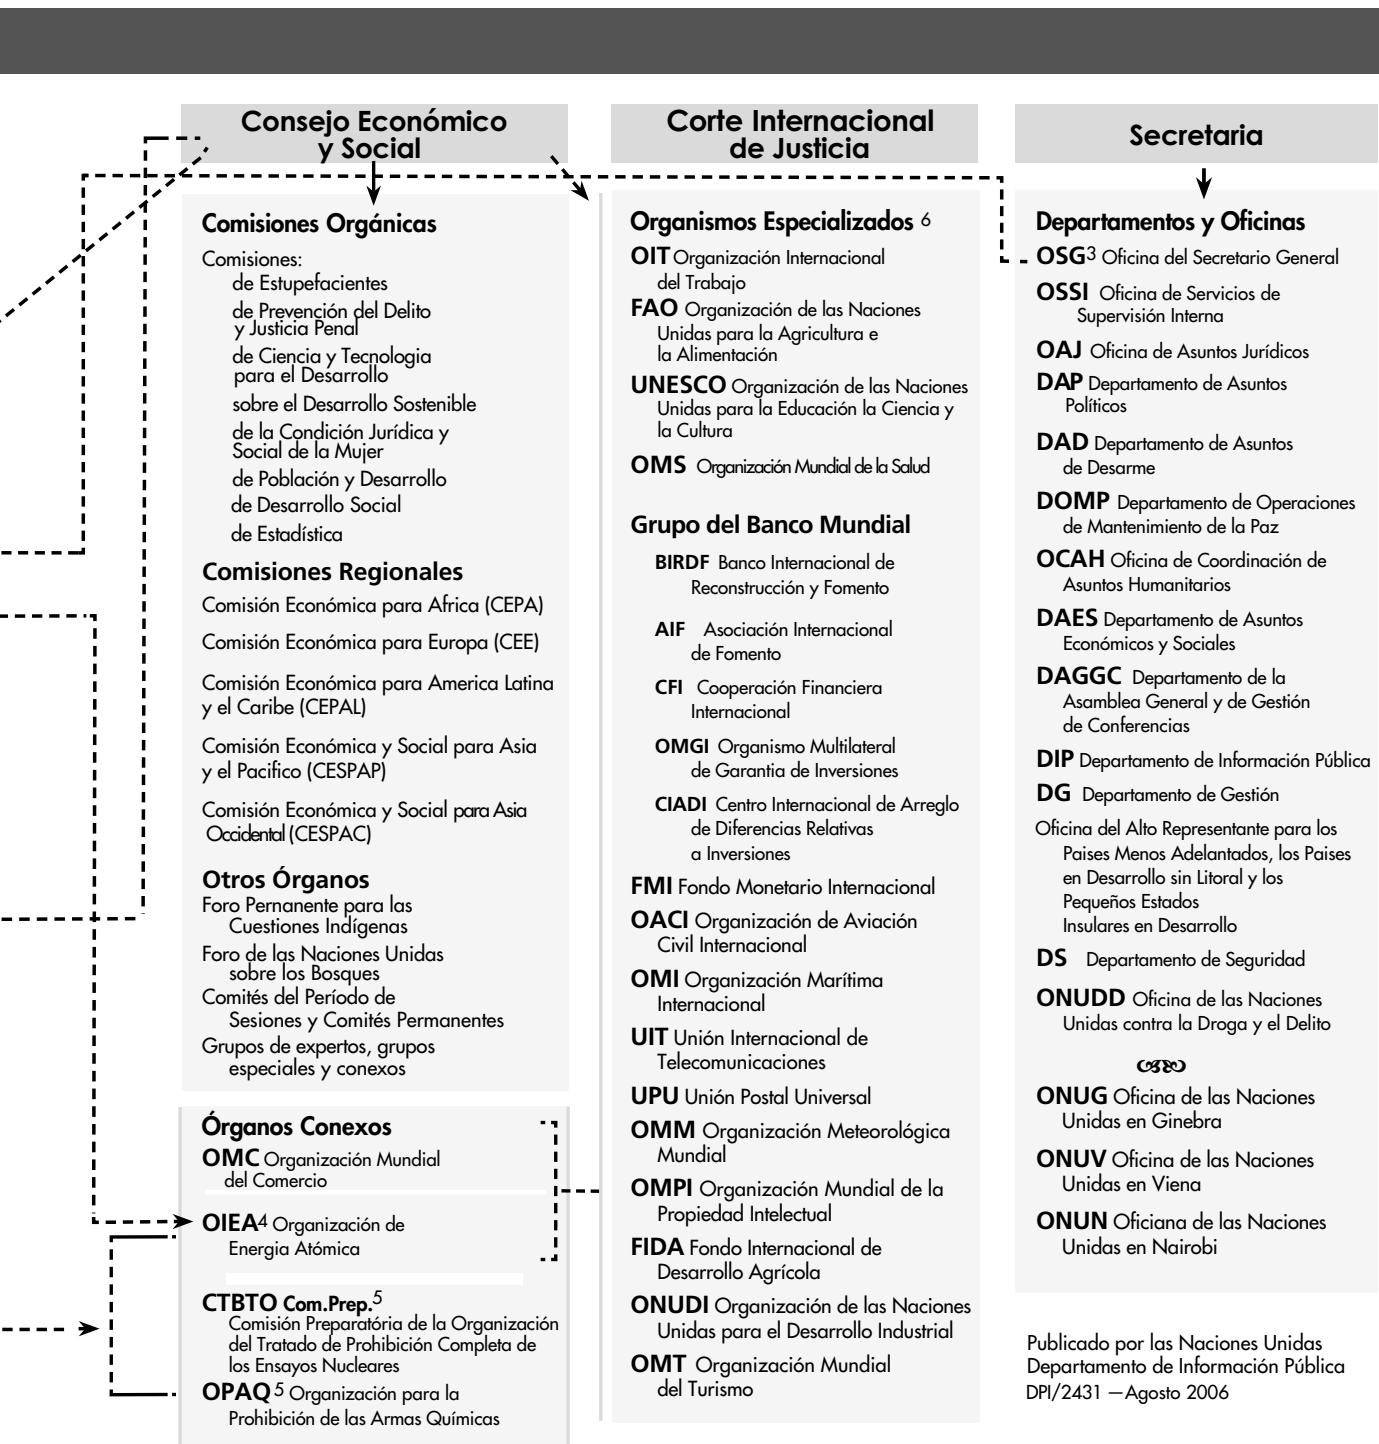 Consejo Económico
y Social
Comisiones Orgánicas
Comisiones:
de Estupefacientes
de Prevención del Delito
y Justicia Penal
de Ciencia y Tecnologia
para el Desarrollo
sobre el Desarrollo Sostenible
de la Condición Jurídica y
Social de la Mujer
de Población y Desarrollo
de Desarrollo Social
de Estadística
Comisiones Regionales
Comisión Económica para Africa (CEPA)
Comisión Económica para Europa (CEE)
Comisión Económica para America Latina
y el Caribe (CEPAL)
Comisión Económica y Social para Asia
y el Pacifico (CESPAP)
Comisión Económica y Social para Asia
Occidental (CESPAC)
Otros Órganos
Foro Pernanente para las
Cuestiones Indígenas
Foro de las Naciones Unidas
sobre los Bosques
Comités del Período de
Sesiones y Comités Permanentes
Grupos de expertos, grupos
especiales y conexos
Órganos Conexos
OMC Organización Mundial
del Comercio
OIEA4 Organización de
Energia Atómica
CTBTO Com.Prep.5
Comisión Preparatória de la Organización
del Tratado de Prohibición Completa de
los Ensayos Nucleares
OPAQ5 Organización para la
Prohibición de las Armas Químicas
Corte Internacional
de Justicia
Organismos Especializados 6
OIT Organización Internacional
del Trabajo
FAO Organización de las Naciones
Unidas para la Agricultura e
la Alimentación
UNESCO Organización de las Naciones
Unidas para la Educación la Ciencia y
la Cultura
OMS Organización Mundial de la Salud
Grupo del Banco Mundial
BIRDF Banco Internacional de
Reconstrucción y Fomento
AIF Asociación Internacional
de Fomento
CFI Cooperación Financiera
Internacional
OMGI Organismo Multilateral
de Garantia de Inversiones
CIADI Centro Internacional de Arreglo
de Diferencias Relativas
a Inversiones
FMI Fondo Monetario Internacional
OACI Organización de Aviación
Civil Internacional
OMI Organización Marítima
Internacional
UIT Unión Internacional de
Telecomunicaciones
UPU Unión Postal Universal
OMM Organización Meteorológica
Mundial
OMPI Organización Mundial de la
Propiedad Intelectual
FIDA Fondo Internacional de
Desarrollo Agrícola
ONUDI Organización de las Naciones
Unidas para el Desarrollo Industrial
OMT Organización Mundial
del Turismo
Secretaria
Departamentos y Oficinas
OSG3 Oficina del Secretario General
OSSI Oficina de Servicios de
Supervisión Interna
OAJ Oficina de Asuntos Jurídicos
DAP Departamento de Asuntos
Políticos
DAD Departamento de Asuntos
de Desarme
DOMP Departamento de Operaciones
de Mantenimiento de la Paz
OCAH Oficina de Coordinación de
Asuntos Humanitarios
DAES Departamento de Asuntos
Económicos y Sociales
DAGGC Departamento de la
Asamblea General y de Gestión
de Conferencias
DIP Departamento de Información Pública
DG Departamento de Gestión
Oficina del Alto Representante para los
Paises Menos Adelantados, los Paises
en Desarrollo sin Litoral y los
Pequeños Estados
Insulares en Desarrollo
DS Departamento de Seguridad
ONUDD Oficina de las Naciones
Unidas contra la Droga y el Delito
ONUG Oficina de las Naciones
Unidas en Ginebra
ONUV Oficina de las Naciones
Unidas en Viena
ONUN Oficiana de las Naciones
Unidas en Nairobi
Publicado por las Naciones Unidas
Departamento de Información Pública
DPI/2431 —Agosto 2006